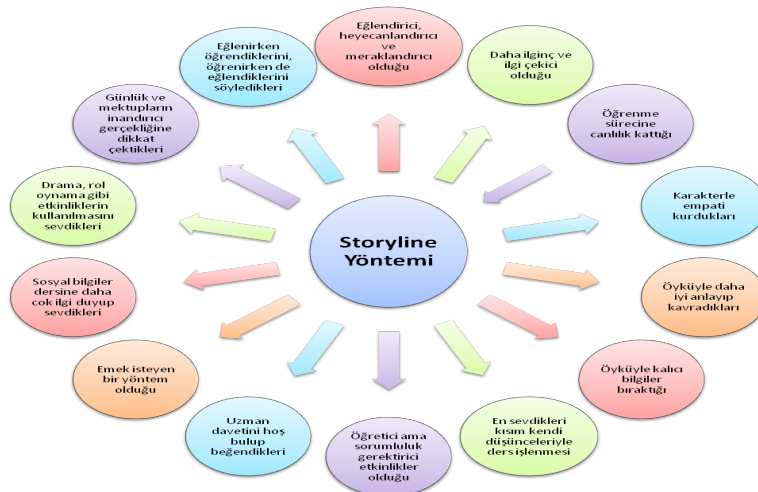 Eğlendirici,
heyecanlandırıcı
ve
meraklandırıcı
olduğu
Daha ilginç ve
ilgi çekici
olduğu
Öğrenme
sürecine
canlılık kattığı
Karakterle
empati
kurdukları
Öyküyle daha
iyi anlayıp
kavradıkları
Öyküyle kalıcı
bilgiler
bıraktığı
En sevdikleri
kısım kendi
düşünceleriyle
ders işlenmesi
Öğretici ama
sorumluluk
gerektirici
etkinlikler
olduğu
Uzman
davetini hoş
bulup
beğendikleri
Emek isteyen
bir yöntem
olduğu
Sosyal bilgiler
dersine daha
cok ilgi duyup
sevdikleri
Drama, rol
oynama gibi
etkinliklerin
kullanılmasını
sevdikleri
Günlük ve
mektupların
inandırıcı
gerçekliğine
dikkat
çektikleri
Eğlenirken
öğrendiklerini,
öğrenirken de
eğlendiklerini
söyledikleri
Storyline
Yöntemi